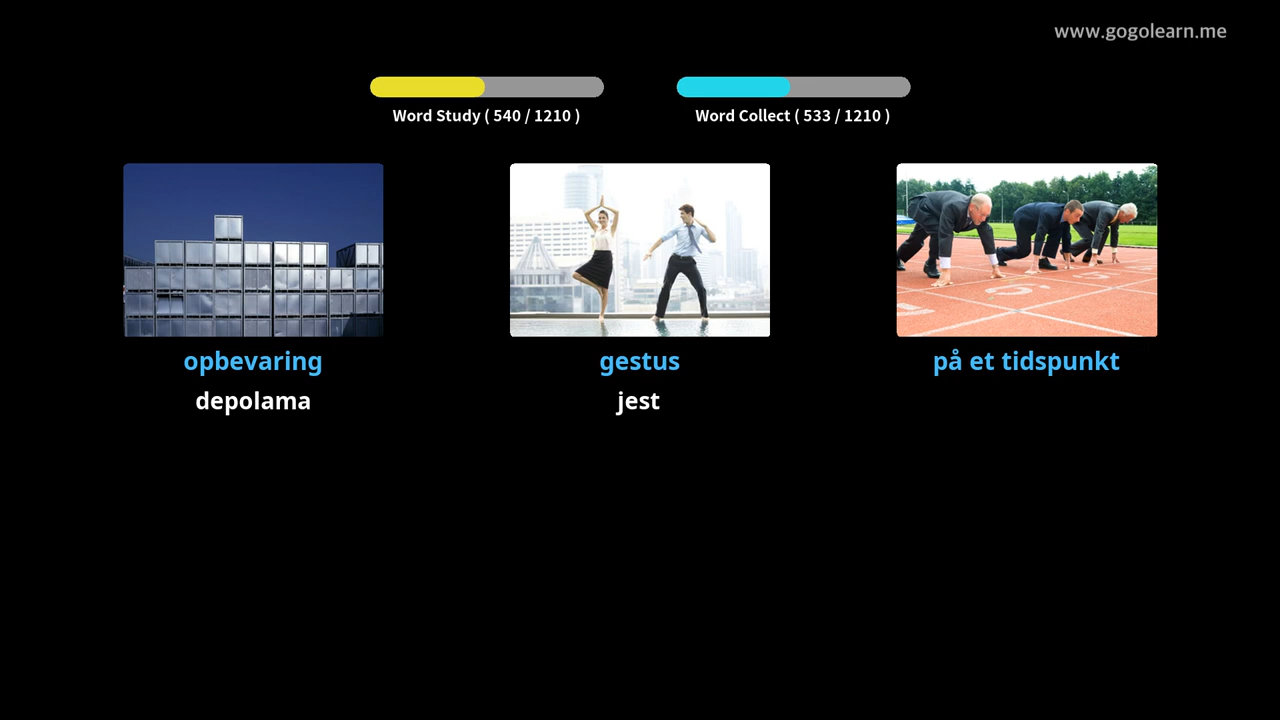 www.gogolearn.me
Word Study ( 540 / 1210 )
Word Collect ( 533 / 1210 )
opbevaring
depolama
gestus
jest
på et tidspunkt